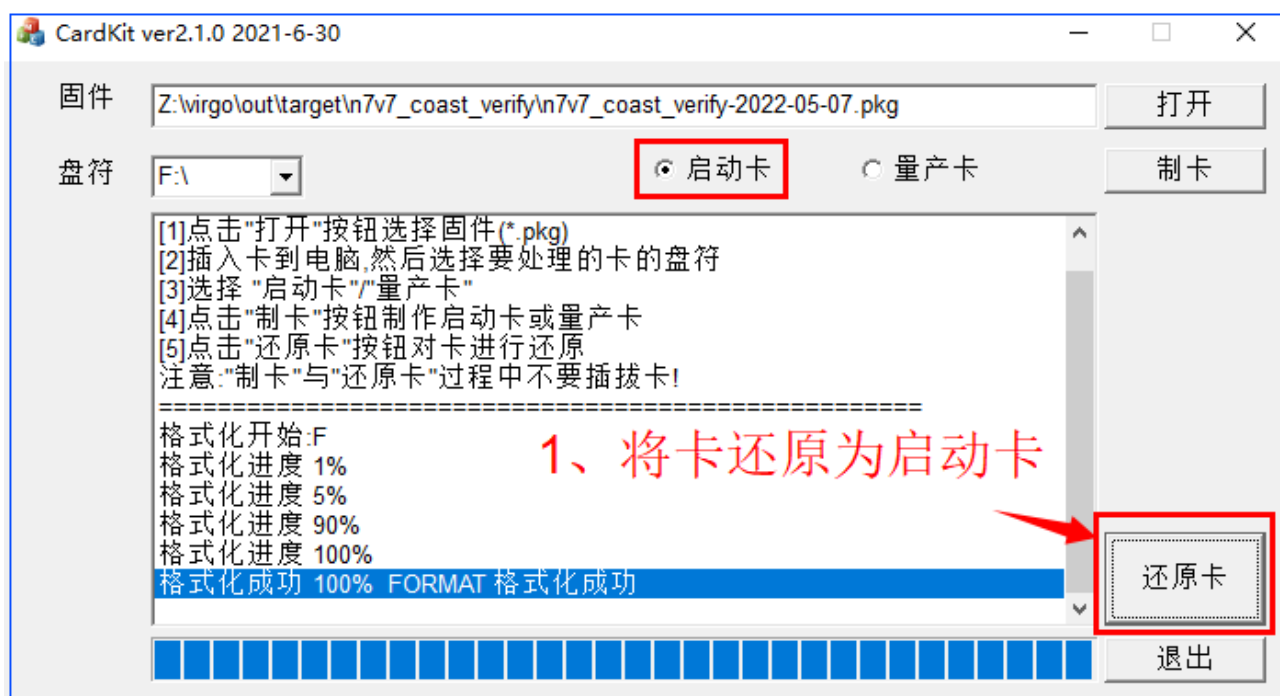 CardKit ver2.1.0 2021-6-30
固件
Z:\virgo\out\target\n7v7_coast_verify\n7v7_coast_verify-2022-05-07.pkg
打开
盘符
F:\
启动卡
量产卡
制卡
[1]点击"打开"按钮选择固件(*.pkg)
[2]插入卡到电脑,然后选择要处理的卡的盘符
[3]选择 "启动卡"/"量产卡"
[4]点击"制卡"按钮制作启动卡或量产卡
[5]点击"还原卡"按钮对卡进行还原
注意:"制卡"与"还原卡"过程中不要插拔卡!
====================================================
格式化开始:F
格式化进度 1%
格式化进度 5%
格式化进度 90%
格式化进度 100%
格式化成功 100%  FORMAT 格式化成功
1、将卡还原为启动卡
还原卡
退出